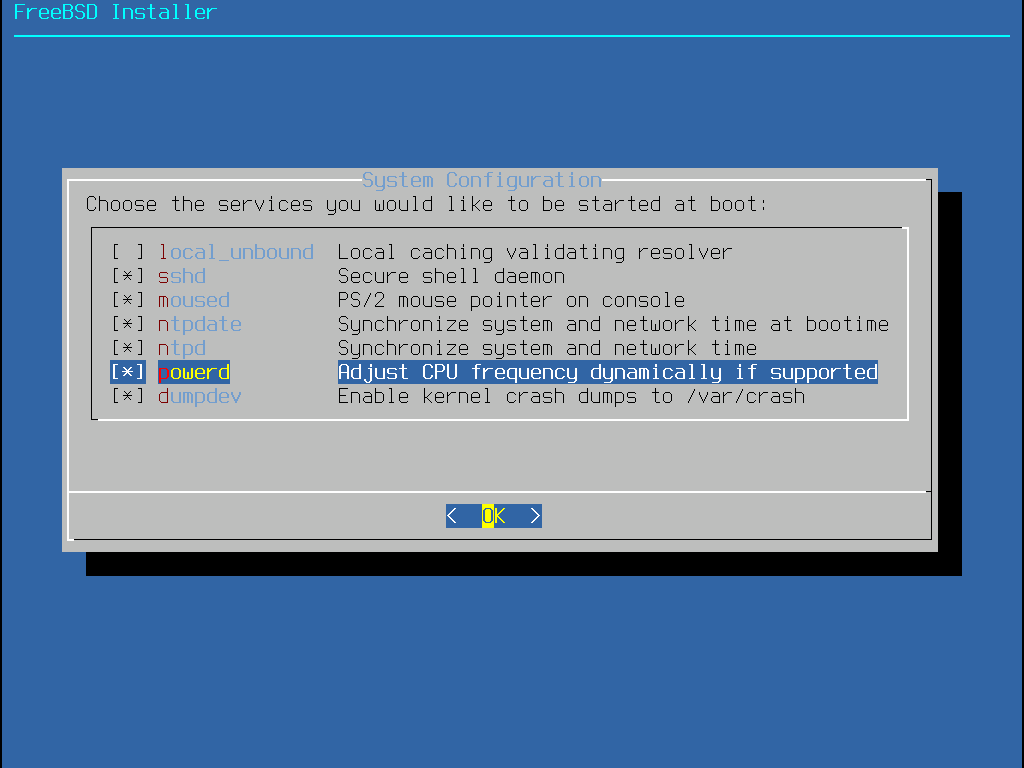 FreeBSD Installer
System Configuration
Choose the services you would like to be started at boot:
[ ] local_unbound Local caching validating resolver
[*] sshd Secure shell daemon
[*] moused PS/2 mouse pointer on console
[*] ntpdate Synchronize system and network time at bootime
[*] ntpd Synchronize system and network time
[*] powerd Adjust CPU frequency dynamically if supported
[*] dumpdev Enable kernel crash dumps to /var/crash
< OK >